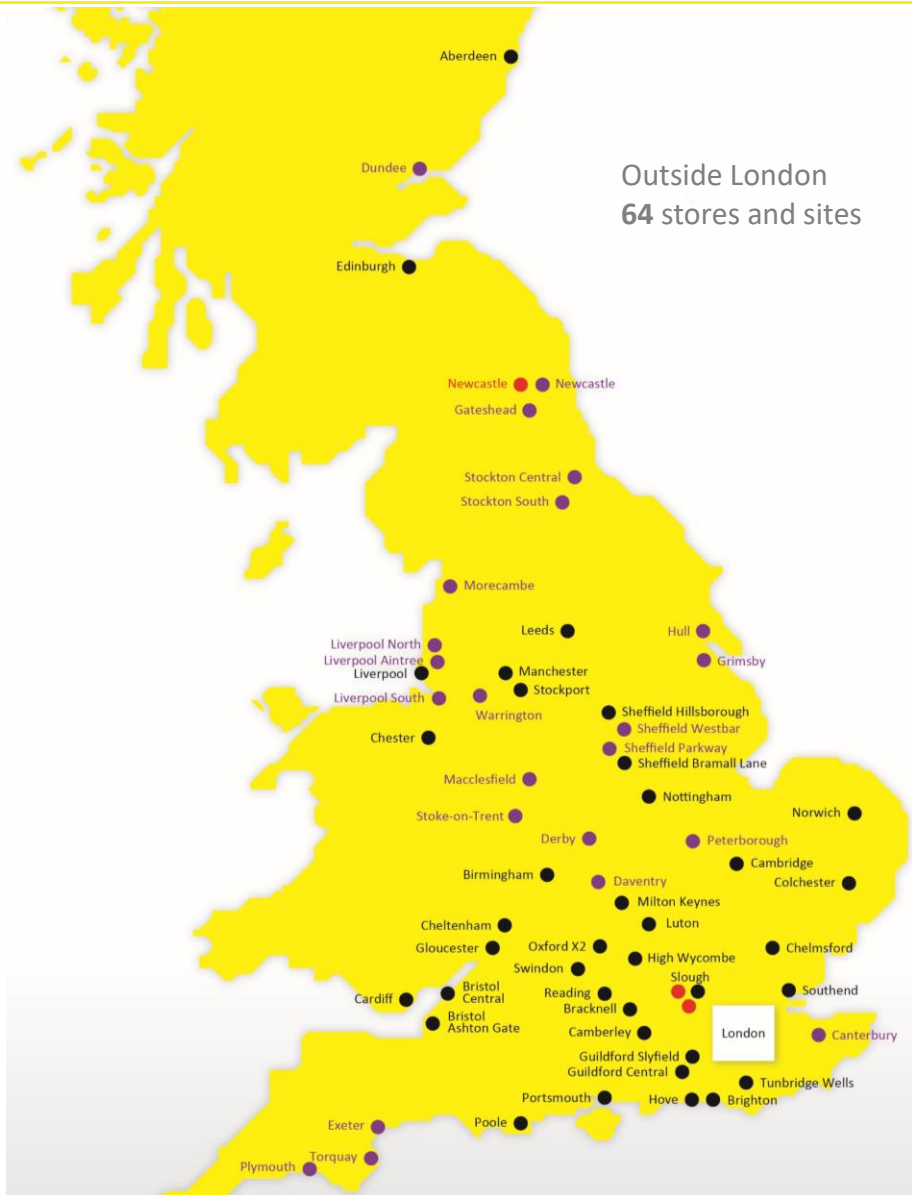 Aberdeen
Dundee
Outside London
64 stores and sites
Edinburgh
Newcastle
Newcastle
Gateshead
Stockton Central
Stockton South
Morecambe
Leeds
Hull
Liverpool North
Liverpool Aintree
Grimsby
Liverpool
Manchester
Stockport
Liverpool South
Warrington
Sheffield Hillsborough
Sheffield Westbar
Chester
Sheffield Parkway
Sheffield Bramall Lane
Macclesfield
Nottingham
Norwich
Stoke-on-Trent
Derby
Peterborough
Cambridge
Birmingham
Daventry
Colchester
Milton Keynes
Cheltenham
Luton
Gloucester
Oxford X2
Chelmsford
High Wycombe
Swindon
Slough
Cardiff
Bristol
Central
Reading
Southend
Bracknell
Bristol
Ashton Gate
Camberley
London
Canterbury
Guildford Slyfield
Guildford Central
Tunbridge Wells
Portsmouth
Hove
Brighton
Poole
Exeter
Torquay
Plymouth